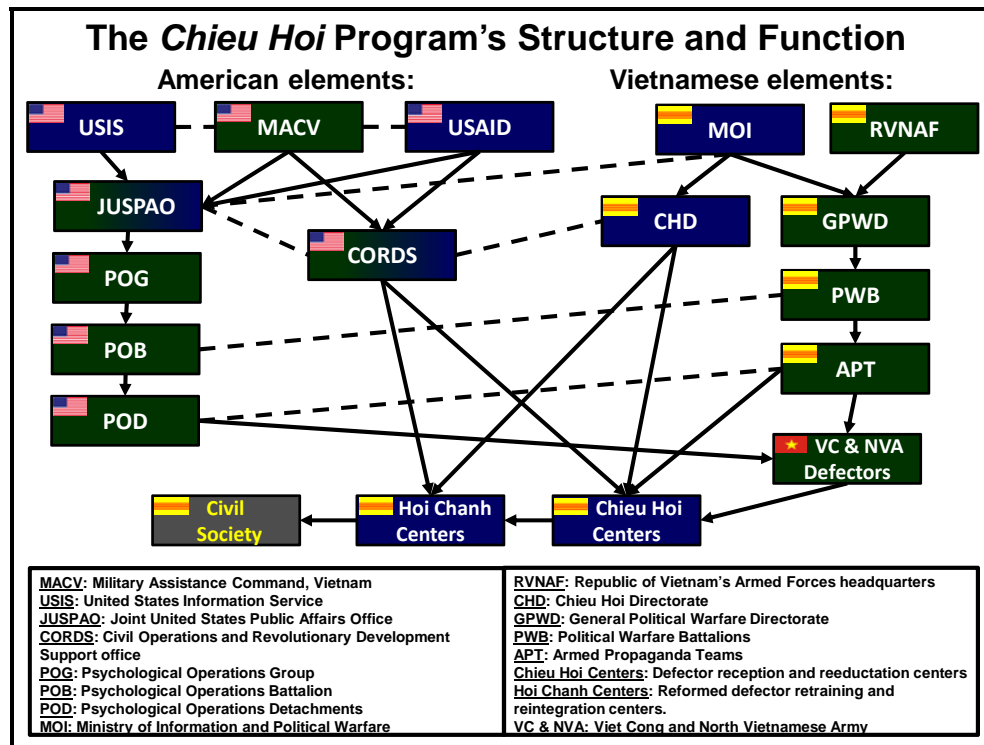 The Chieu Hoi Program's Structure and Function
American elements:
Vietnamese elements:
USIS
MACV
USAID
MOI
RVNAF
JUSPAO
CORDS
CHD
GPWD
POG
PWB
POB
APT
POD
VC & NVA
Defectors
Civil
Society
Hoi Chanh
Centers
Chieu Hoi
Centers
MACV: Military Assistance Command, Vietnam
USIS: United States Information Service
JUSPAO: Joint United States Public Affairs Office
CORDS: Civil Operations and Revolutionary Development
Support office
POG: Psychological Operations Group
POB: Psychological Operations Battalion
POD: Psychological Operations Detachments
MOI: Ministry of Information and Political Warfare
RVNAF: Republic of Vietnam's Armed Forces headquarters
CHD: Chieu Hoi Directorate
GPWD: General Political Warfare Directorate
PWB: Political Warfare Battalions
APT: Armed Propaganda Teams
Chieu Hoi Centers: Defector reception and reeductation centers
Hoi Chanh Centers: Reformed defector retraining and
reintegration centers.
VC & NVA: Viet Cong and North Vietnamese Army